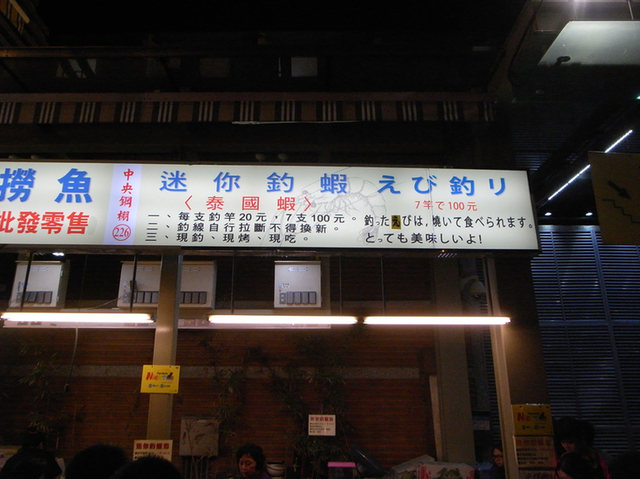 撈魚
批發零售
中央鋼棚
226
迷你釣蝦
〈泰國蝦〉
一、每支釣竿20元，7支100元。
二、釣線自行拉斷不得換新。
三、現釣、現烤、現吃。
えび釣り
7竿で100元
釣ったえびは,燒いて食べられます。
とっても美味しいよ!